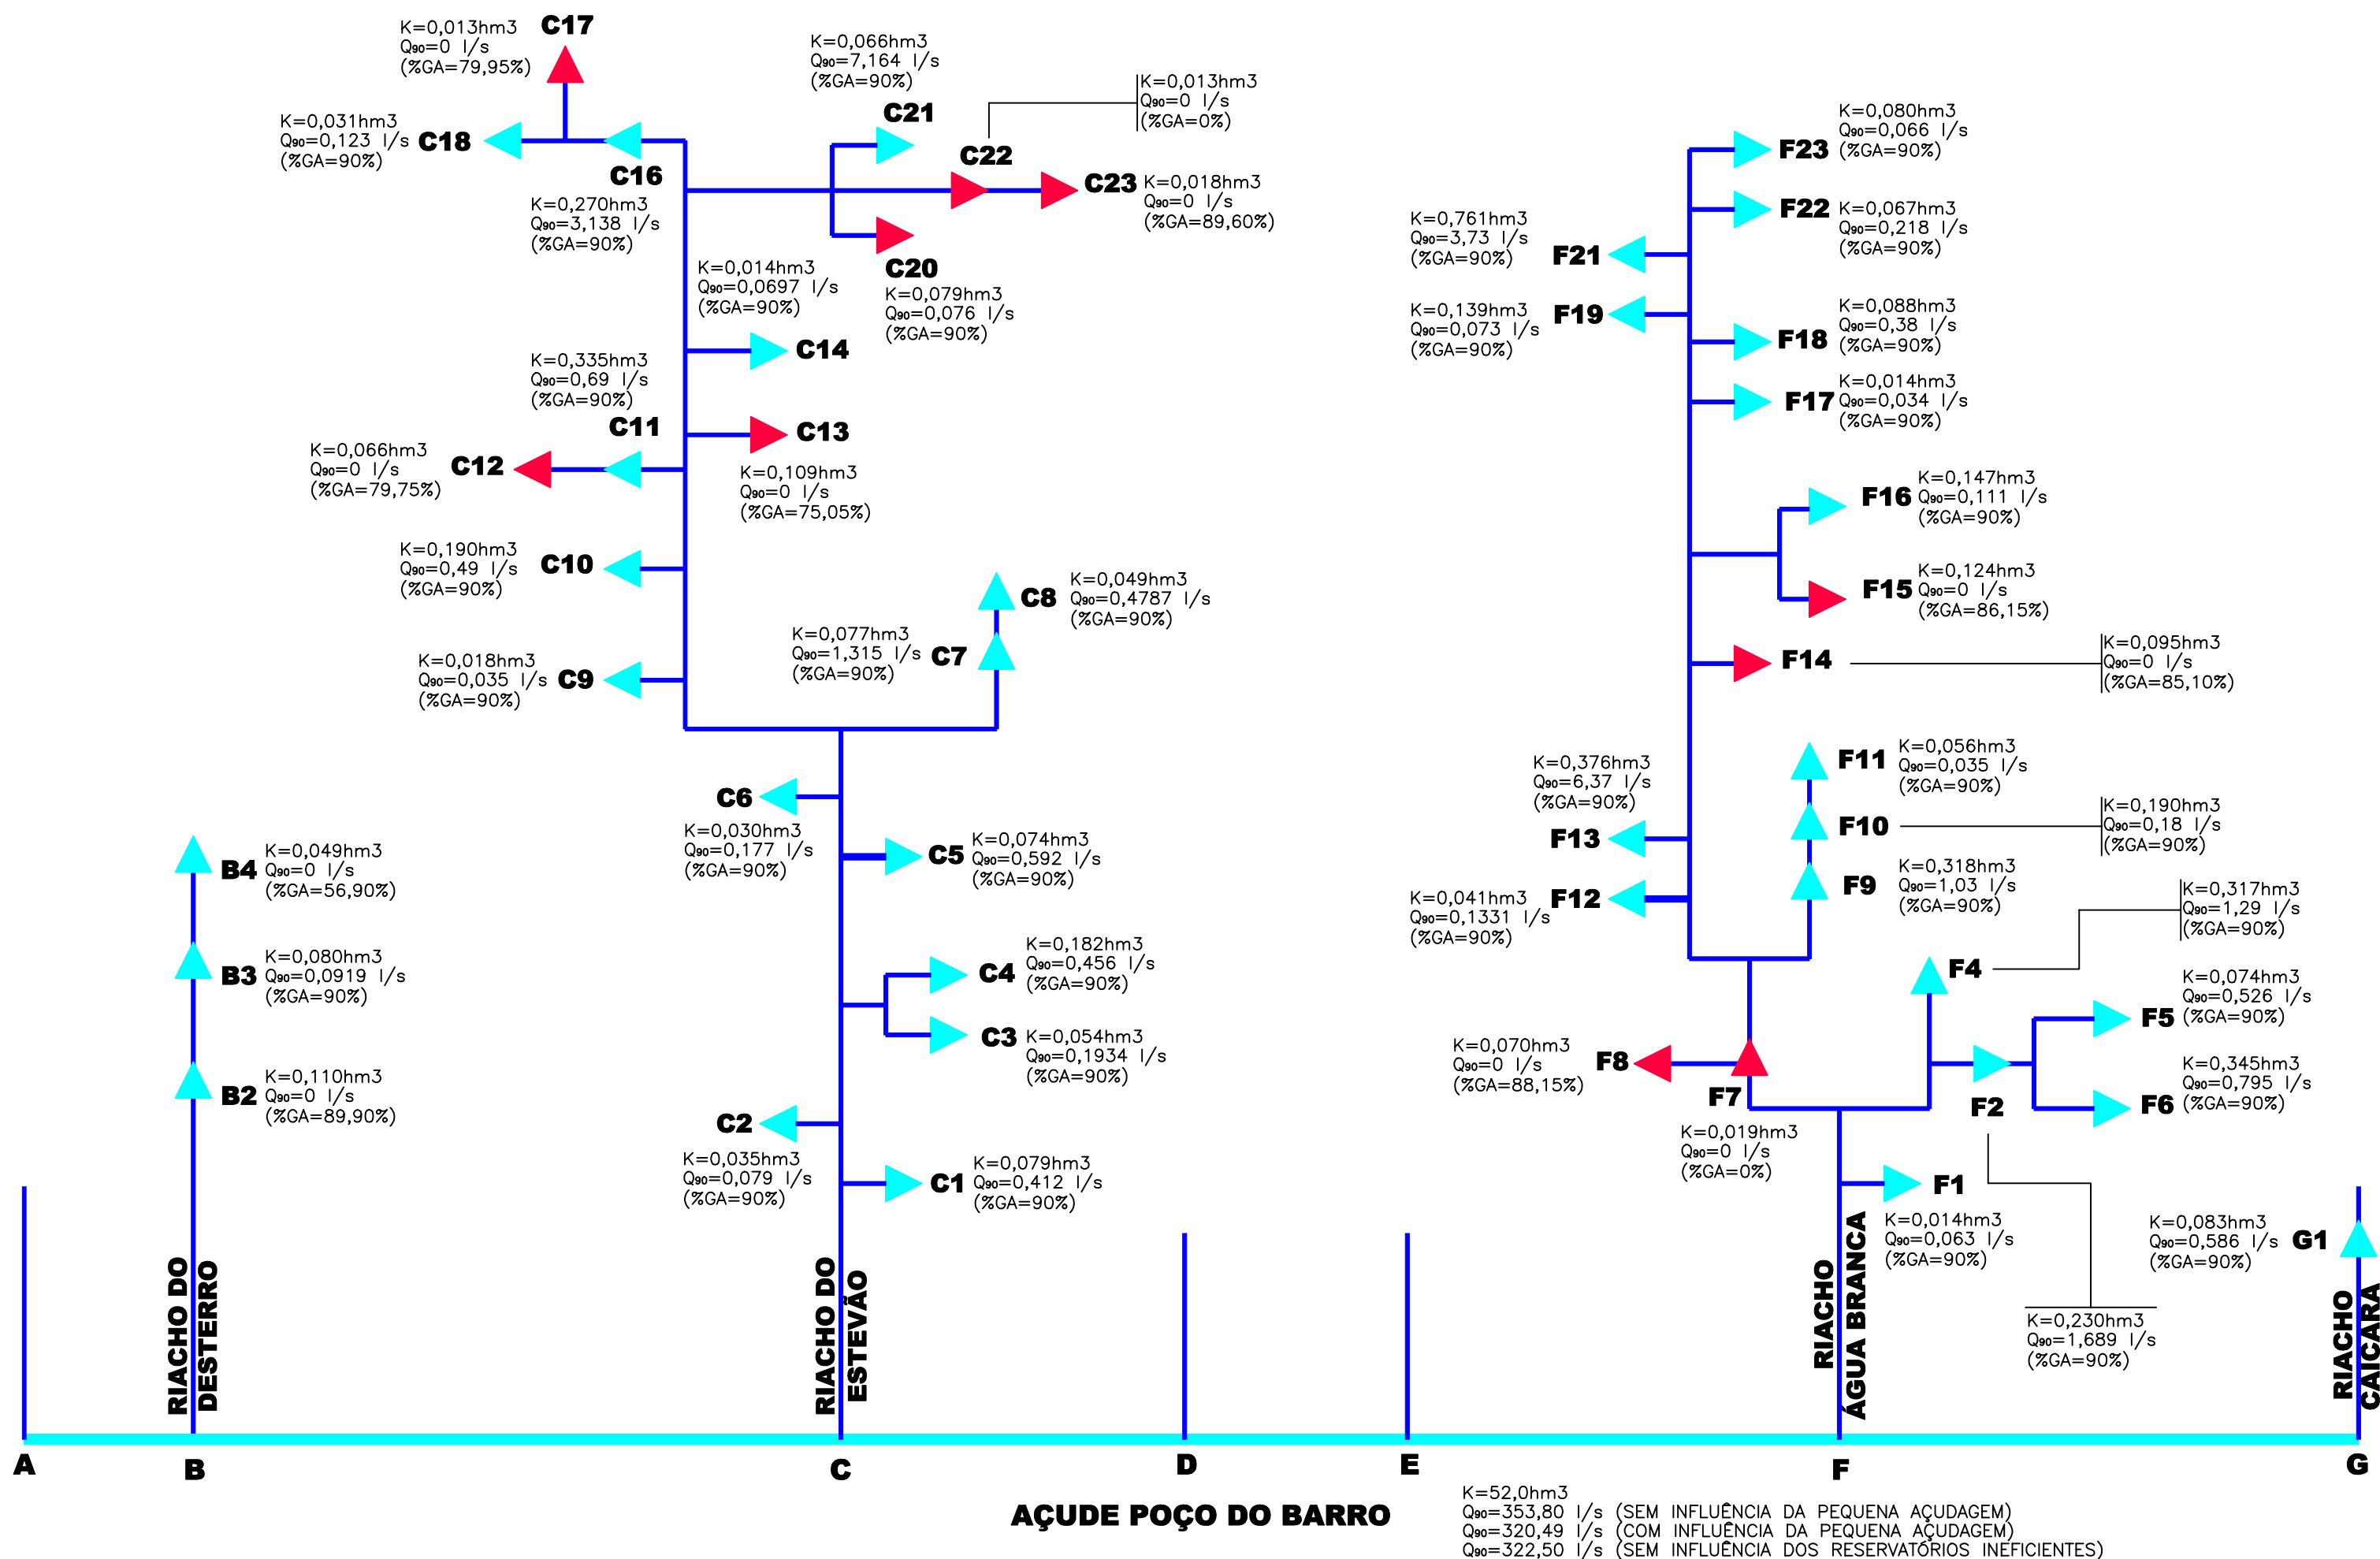 C17
K=0,013hm3
Q90=0 l/s
(%GA=79,95%)
C18
K=0,031hm3
Q90=0,123 l/s
(%GA=90%)
C16
K=0,270hm3
Q90=3,138 l/s
(%GA=90%)
K=0,066hm3
Q90=7,164 l/s
(%GA=90%)
C21
K=0,013hm3
Q90=0 l/s
(%GA=0%)
C22
C23
K=0,018hm3
Q90=0 l/s
(%GA=89,60%)
C20
K=0,079hm3
Q90=0,076 l/s
(%GA=90%)
K=0,014hm3
Q90=0,0697 l/s
(%GA=90%)
C14
K=0,335hm3
Q90=0,69 l/s
(%GA=90%)
C11
C13
K=0,109hm3
Q90=0 l/s
(%GA=75,05%)
K=0,066hm3
Q90=0 l/s
(%GA=79,75%)
C12
K=0,190hm3
Q90=0,49 l/s
(%GA=90%)
C10
K=0,018hm3
Q90=0,035 l/s
(%GA=90%)
C9
C8
K=0,049hm3
Q90=0,4787 l/s
(%GA=90%)
K=0,077hm3
Q90=1,315 l/s
(%GA=90%)
C7
C6
K=0,030hm3
Q90=0,177 l/s
(%GA=90%)
C5
K=0,074hm3
Q90=0,592 l/s
(%GA=90%)
C4
K=0,182hm3
Q90=0,456 l/s
(%GA=90%)
C3
K=0,054hm3
Q90=0,1934 l/s
(%GA=90%)
C2
K=0,035hm3
Q90=0,079 l/s
(%GA=90%)
C1
K=0,079hm3
Q90=0,412 l/s
(%GA=90%)
B4
K=0,049hm3
Q90=0 l/s
(%GA=56,90%)
B3
K=0,080hm3
Q90=0,0919 l/s
(%GA=90%)
B2
K=0,110hm3
Q90=0 l/s
(%GA=89,90%)
F23
K=0,080hm3
Q90=0,066 l/s
(%GA=90%)
F22
K=0,067hm3
Q90=0,218 l/s
(%GA=90%)
K=0,761hm3
Q90=3,73 l/s
(%GA=90%)
F21
K=0,139hm3
Q90=0,073 l/s
(%GA=90%)
F19
F18
K=0,088hm3
Q90=0,38 l/s
(%GA=90%)
F17
K=0,014hm3
Q90=0,034 l/s
(%GA=90%)
F16
K=0,147hm3
Q90=0,111 l/s
(%GA=90%)
F15
K=0,124hm3
Q90=0 l/s
(%GA=86,15%)
F14
K=0,095hm3
Q90=0 l/s
(%GA=85,10%)
K=0,376hm3
Q90=6,37 l/s
(%GA=90%)
F13
F11
K=0,056hm3
Q90=0,035 l/s
(%GA=90%)
F10
K=0,190hm3
Q90=0,18 l/s
(%GA=90%)
F9
K=0,318hm3
Q90=1,03 l/s
(%GA=90%)
K=0,041hm3
Q90=0,1331 l/s
(%GA=90%)
F12
K=0,317hm3
Q90=1,29 l/s
(%GA=90%)
F4
F5
K=0,074hm3
Q90=0,526 l/s
(%GA=90%)
F6
K=0,345hm3
Q90=0,795 l/s
(%GA=90%)
K=0,070hm3
Q90=0 l/s
(%GA=88,15%)
F8
F7
K=0,019hm3
Q90=0 l/s
(%GA=0%)
F2
K=0,230hm3
Q90=1,689 l/s
(%GA=90%)
F1
K=0,014hm3
Q90=0,063 l/s
(%GA=90%)
K=0,083hm3
Q90=0,586 l/s
(%GA=90%)
G1
RIACHO DO
DESTERRO
RIACHO DO
ESTEVÃO
RIACHO
ÁGUA BRANCA
RIACHO
CAICARA
A
B
C
D
E
F
G
AÇUDE POÇO DO BARRO
K=52,0hm3
Q90=353,80 l/s (SEM INFLUÊNCIA DA PEQUENA AÇUDAGEM)
Q90=320,49 l/s (COM INFLUÊNCIA DA PEQUENA AÇUDAGEM)
Q90=322,50 l/s (SEM INFLUÊNCIA DOS RESERVATÓRIOS INEFICIENTES)